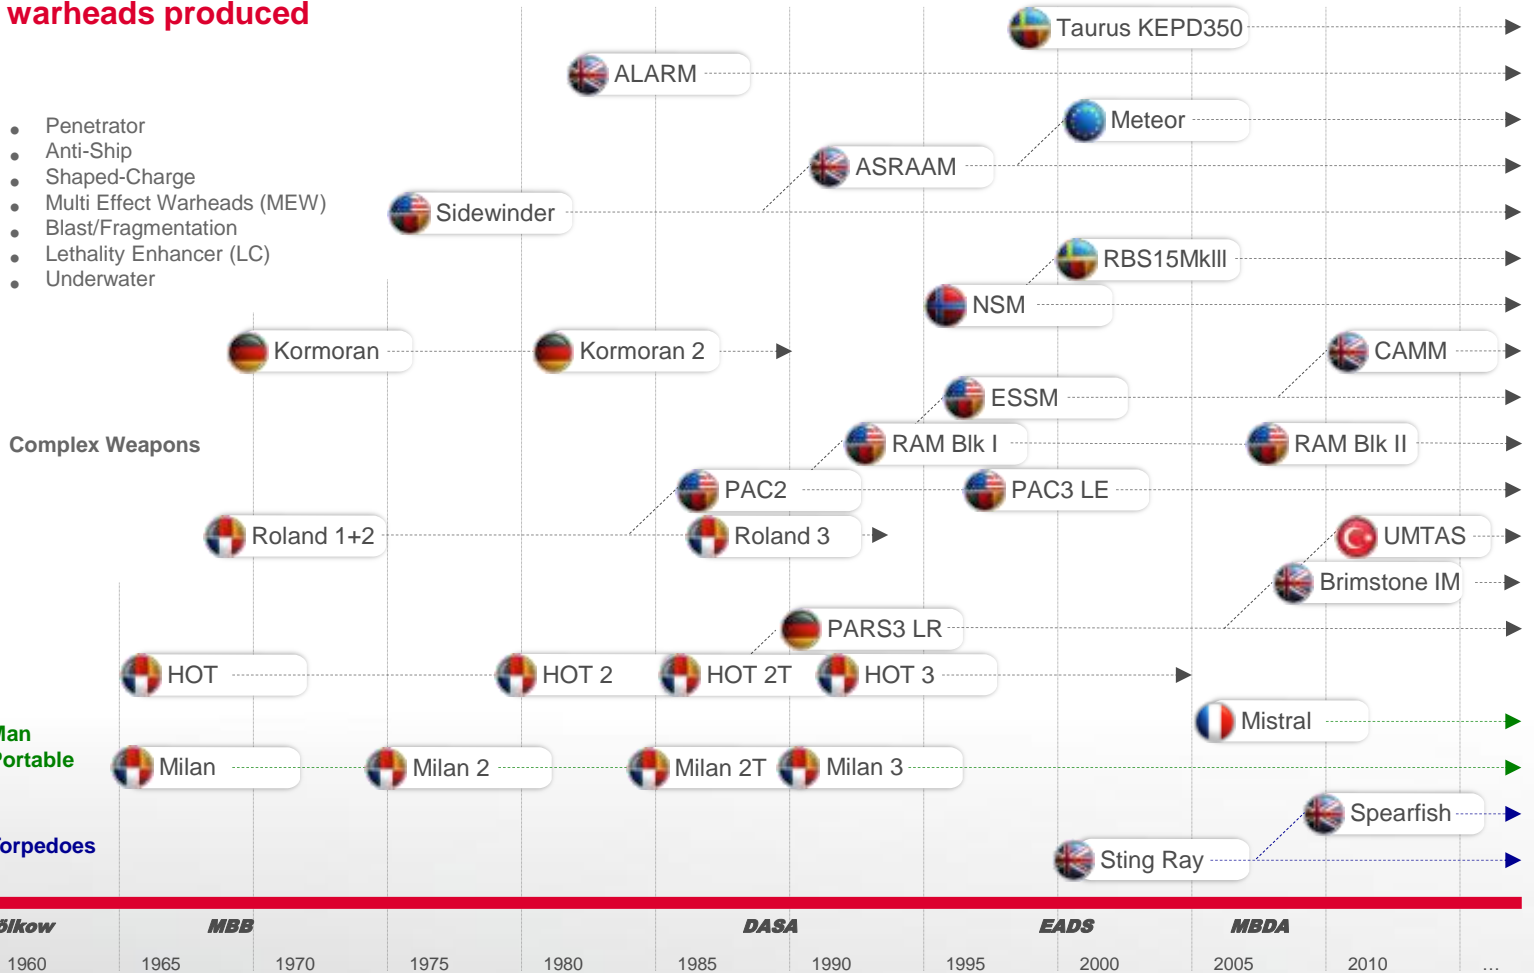 warheads produced
Taurus KEPD350
ALARM
Meteor
• Penetrator
• Anti-Ship
• Shaped-Charge
• Multi Effect Warheads (MEW)
• Blast/Fragmentation
• Lethality Enhancer (LC)
• Underwater
ASRAAM
Sidewinder
RBS15MkIII
NSM
Kormoran
Kormoran 2
CAMM
ESSM
Complex Weapons
RAM Blk I
RAM Blk II
PAC2
PAC3 LE
Roland 1+2
Roland 3
UMTAS
Brimstone IM
PARS3 LR
HOT
HOT 2
HOT 2T
HOT 3
Man
Portable
Mistral
Milan
Milan 2
Milan 2T
Milan 3
Spearfish
Torpedoes
Sting Ray
ölkow MBB DASA EADS MBDA
1960 1965 1970 1975 1980 1985 1990 1995 2000 2005 2010 ...